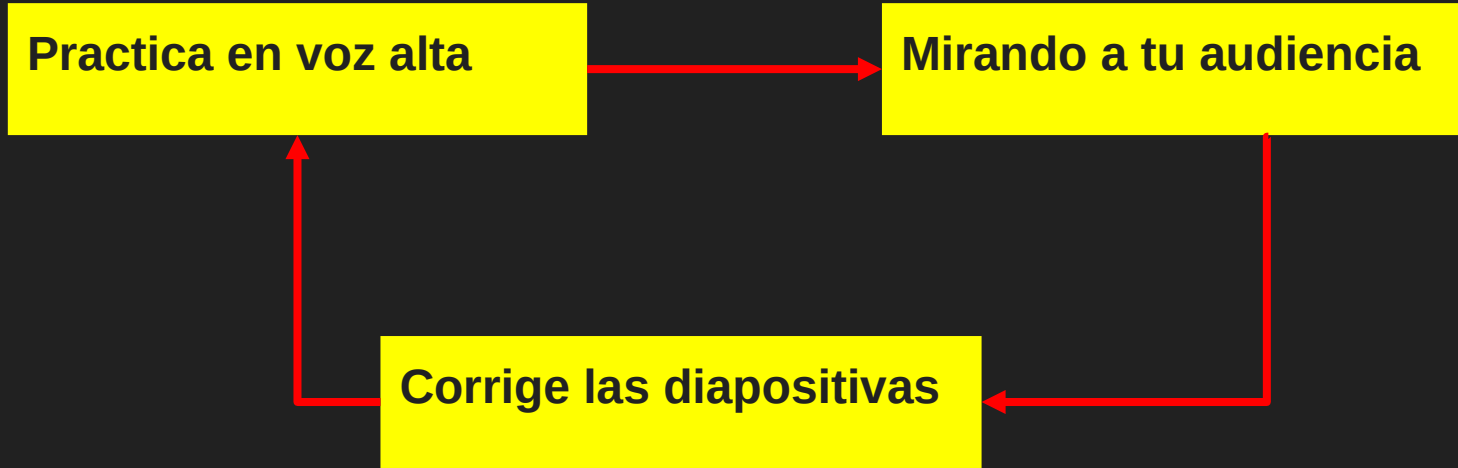 Practica en voz alta
Mirando a tu audiencia
Corrige las diapositivas